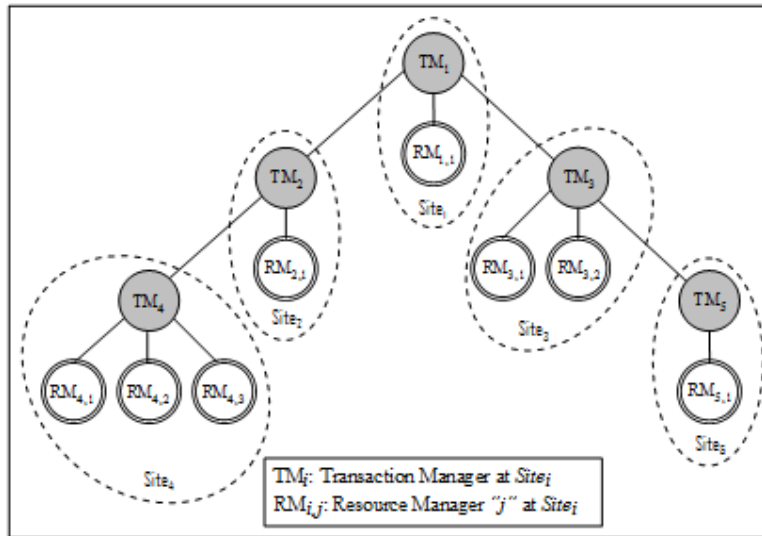 TM1
RM1,1
Site1
TM2
TM3
RM2,1
Site2
RM3,1
RM3,2
Site3
TM4
TM5
RM4,1
RM4,2
RM4,3
Site4
RM5,1
Site5
TMi: Transaction Manager at Sitei
RMi,j: Resource Manager "j" at Sitei